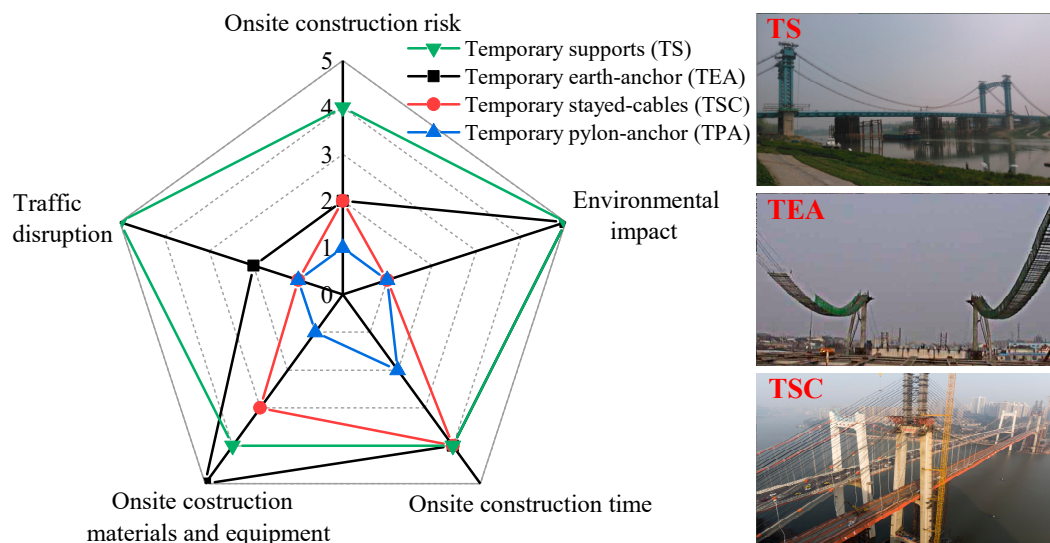 Onsite construction risk
Temporary supports (TS)
Temporary earth-anchor (TEA)
Temporary stayed-cables (TSC)
Temporary pylon-anchor (TPA)
5
4
3
2
1
0
Traffic
disruption
Environmental
impact
Onsite costruction
materials and equipment
Onsite construction time
TS
TEA
TSC